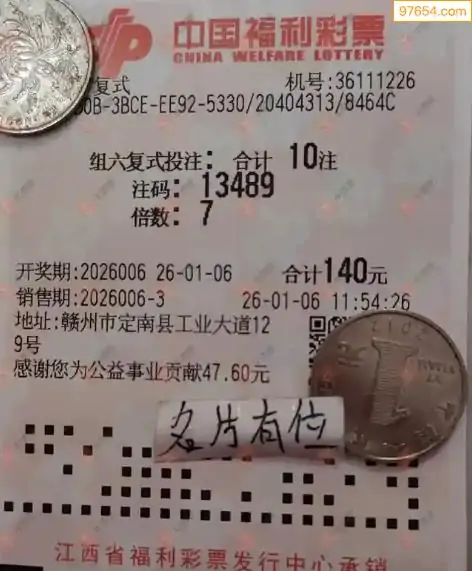 97654.com
中国福利彩票
CHINA WELFARE LOTTERY
复式
机号:36111226
0B-3BCE-EE92-5330/20404313/8464C
组六复式投注: 合计 10注
注码: 13489
倍数: 7
开奖期:2026006 26-01-06 合计140元
销售期:2026006-3 26-01-06 11:54:26
地址:赣州市定南县工业大道12
9号
感谢您为公益事业贡献47.60元
名片有位
江西省福利彩票发行中心承销